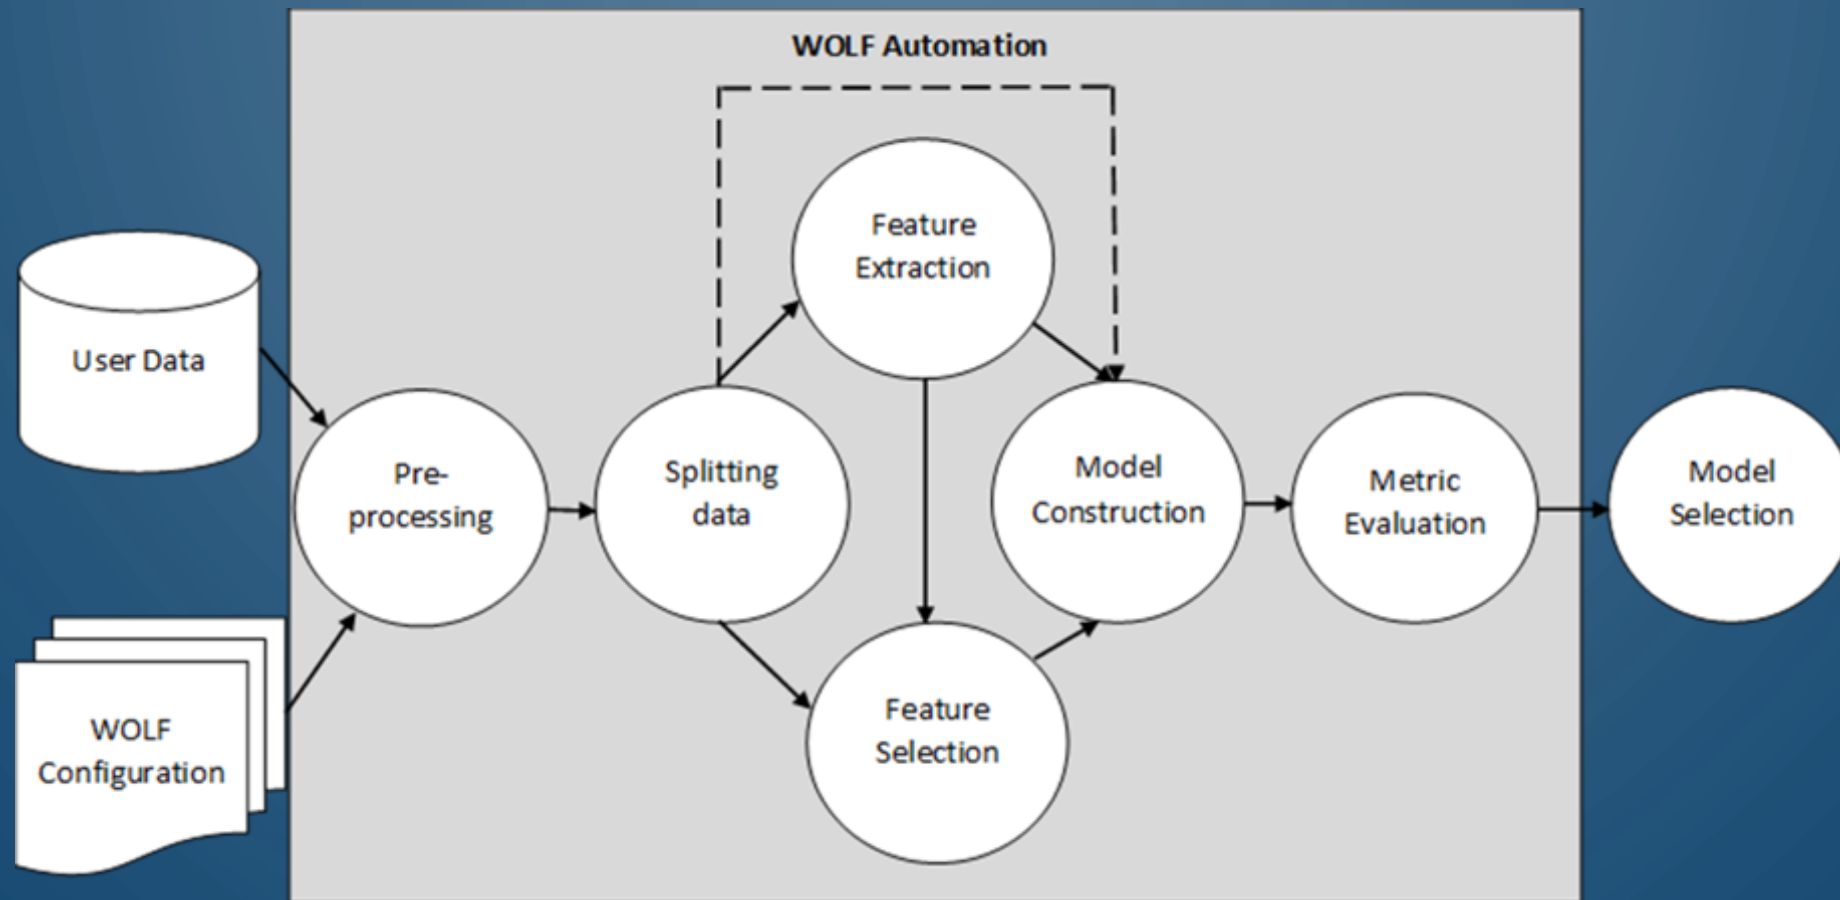 WOLF Automation
User Data
WOLF
Configuration
Pre-
processing
Splitting
data
Feature
Extraction
Feature
Selection
Model
Construction
Metric
Evaluation
Model
Selection